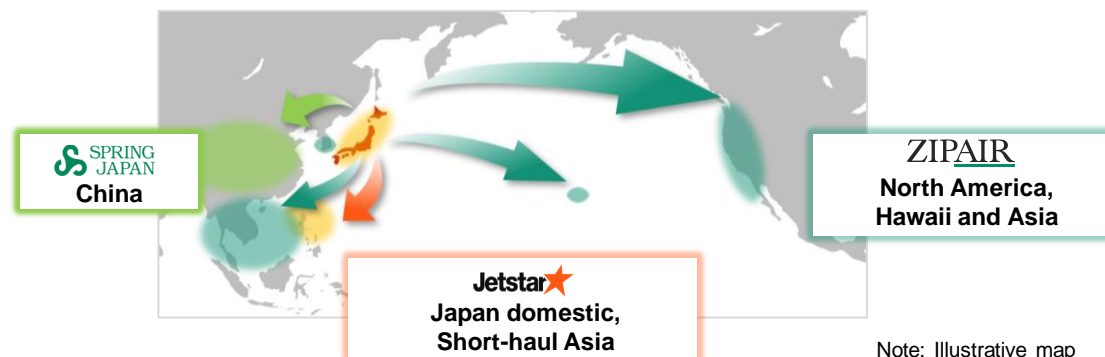 SPRING
JAPAN
China
ZIPAIR
North America,
Hawaii and Asia
Jetstar
Japan domestic,
Short-haul Asia
Note: Illustrative map